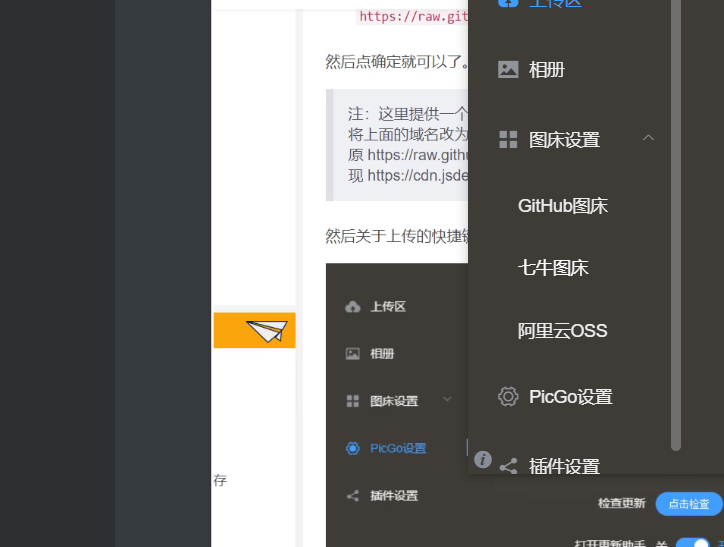 https://raw.git
然后点确定就可以了。
注：这里提供一个
将上面的域名改为
原 https://raw.githu
现 https://cdn.jsde
然后关于上传的快捷
上传区
相册
图床设置
PicGo设置
插件设置
存
上传区
相册
图床设置
GitHub图床
七牛图床
阿里云OSS
PicGo设置
插件设置
检查更新
点击检查
打开更新助手
关